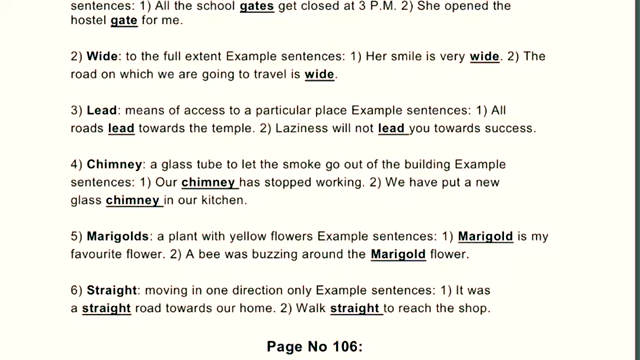 sentences: 1) All the school gates get closed at 3 P.M. 2) She opened the
hostel gate for me.
2) Wide: to the full extent Example sentences: 1) Her smile is very wide. 2) The
road on which we are going to travel is wide.
3) Lead: means of access to a particular place Example sentences: 1) All
roads lead towards the temple. 2) Laziness will not lead you towards success.
4) Chimney: a glass tube to let the smoke go out of the building Example
sentences: 1) Our chimney has stopped working. 2) We have put a new
glass chimney in our kitchen.
5) Marigolds: a plant with yellow flowers Example sentences: 1) Marigold is my
favourite flower. 2) A bee was buzzing around the Marigold flower.
6) Straight: moving in one direction only Example sentences: 1) It was
a straight road towards our home. 2) Walk straight to reach the shop.
Page No 106: